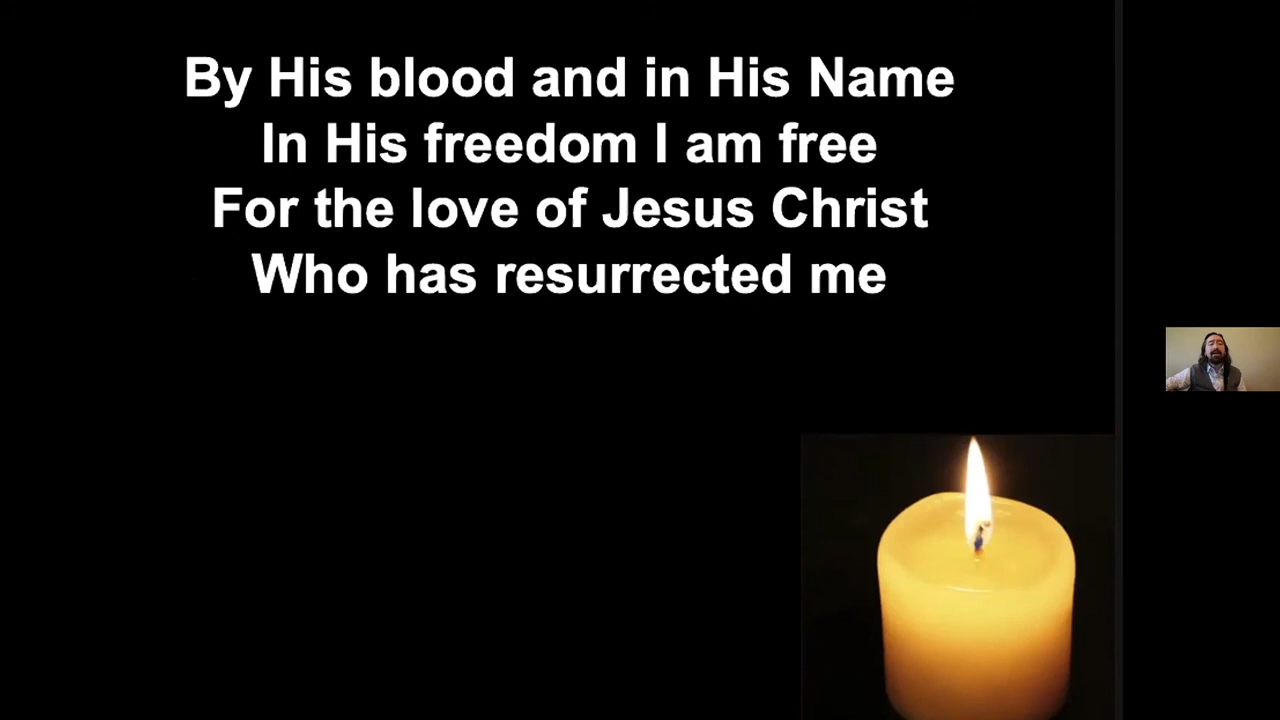 By His blood and in His Name
In His freedom I am free
For the love of Jesus Christ
Who has resurrected me